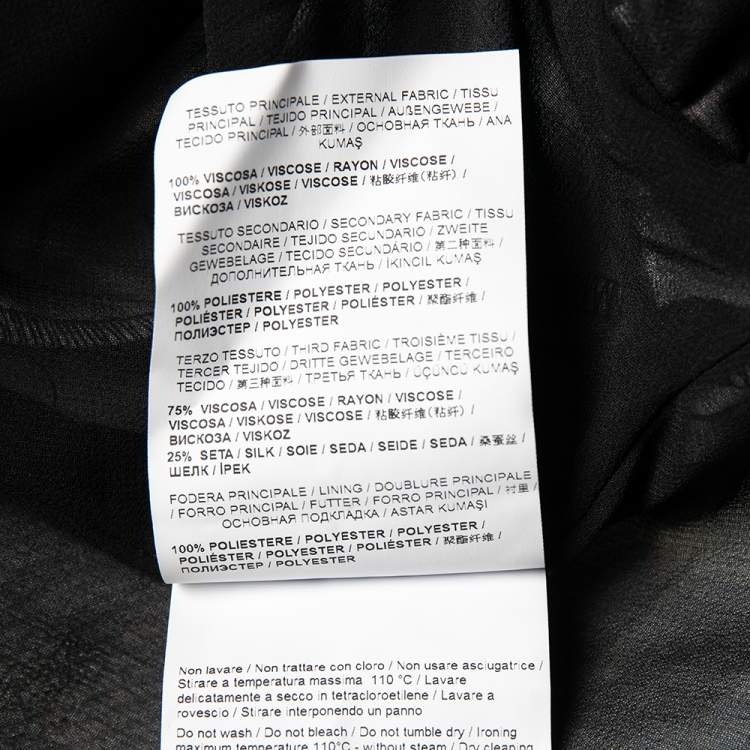 TESSUTO PRINCIPALE / EXTERNAL FABRIC / TISSU
PRINCIPAL / TEJIDO PRINCIPAL / AUßENGEWEBE /
TECIDO PRINCIPAL / 外部面料 / ОСНОВНАЯ ТКАНЬ / ANA
KUMAŞ
100% VISCOSA / VISCOSE / RAYON / VISCOSE /
VISCOSA / VISKOSE / VISCOSE / 粘胶纤维(粘纤) /
ВИСКОЗА / VISKOZ
TESSUTO SECONDARIO / SECONDARY FABRIC / TISSU
SECONDAIRE / TEJIDO SECUNDARIO / ZWEITE
GEWEBELAGE / TECIDO SECUNDÁRIO / 第二种面料 /
ДОПОЛНИТЕЛЬНАЯ ТКАНЬ / İKİNCİL KUMAŞ
100% POLIESTERE / POLYESTER / POLYESTER /
POLIÉSTER / POLYESTER / POLIÉSTER / 聚酯纤维 /
ПОЛИЭСТЕР / POLYESTER
TERZO TESSUTO / THIRD FABRIC / TROISIÈME TISSU /
TERCER TEJIDO / DRITTE GEWEBELAGE / TERCEIRO
TECIDO / 第三种面料 / ТРЕТЬЯ ТКАНЬ / ÜÇÜNCÜ KUMAŞ
75% VISCOSA / VISCOSE / RAYON / VISCOSE /
VISCOSA / VISKOSE / VISCOSE / 粘胶纤维(粘纤) /
ВИСКОЗА / VISKOZ
25% SETA / SILK / SOIE / SEDA / SEIDE / SEDA / 桑蚕丝 /
ШЕЛК / İPEK
FODERA PRINCIPALE / LINING / DOUBLURE PRINCIPALE
/ FORRO PRINCIPAL / FUTTER / FORRO PRINCIPAL / 衬里 /
ОСНОВНАЯ ПОДКЛАДКА / ASTAR KUMAŞI
100% POLIESTERE / POLYESTER / POLYESTER /
POLIÉSTER / POLYESTER / POLIÉSTER / 聚酯纤维 /
ПОЛИЭСТЕР / POLYESTER
Non lavare / Non trattare con cloro / Non usare asciugatrice /
Stirare a temperatura massima 110 °C / Lavare
delicatamente a secco in tetracloroetilene / Lavare a
rovescio / Stirare interponendo un panno
Do not wash / Do not bleach / Do not tumble dry / Ironing
maximum temperature 110°C - without steam / Dry cleaning